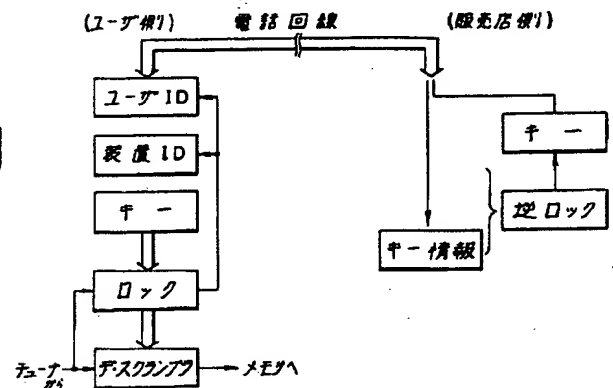 (ユーザ側) 電話回線 (販売店側)
ユーザID
装置ID
キー
キー
逆ロック
キー情報
ロック
チューナから
デ・スクランブラ
メモリへ